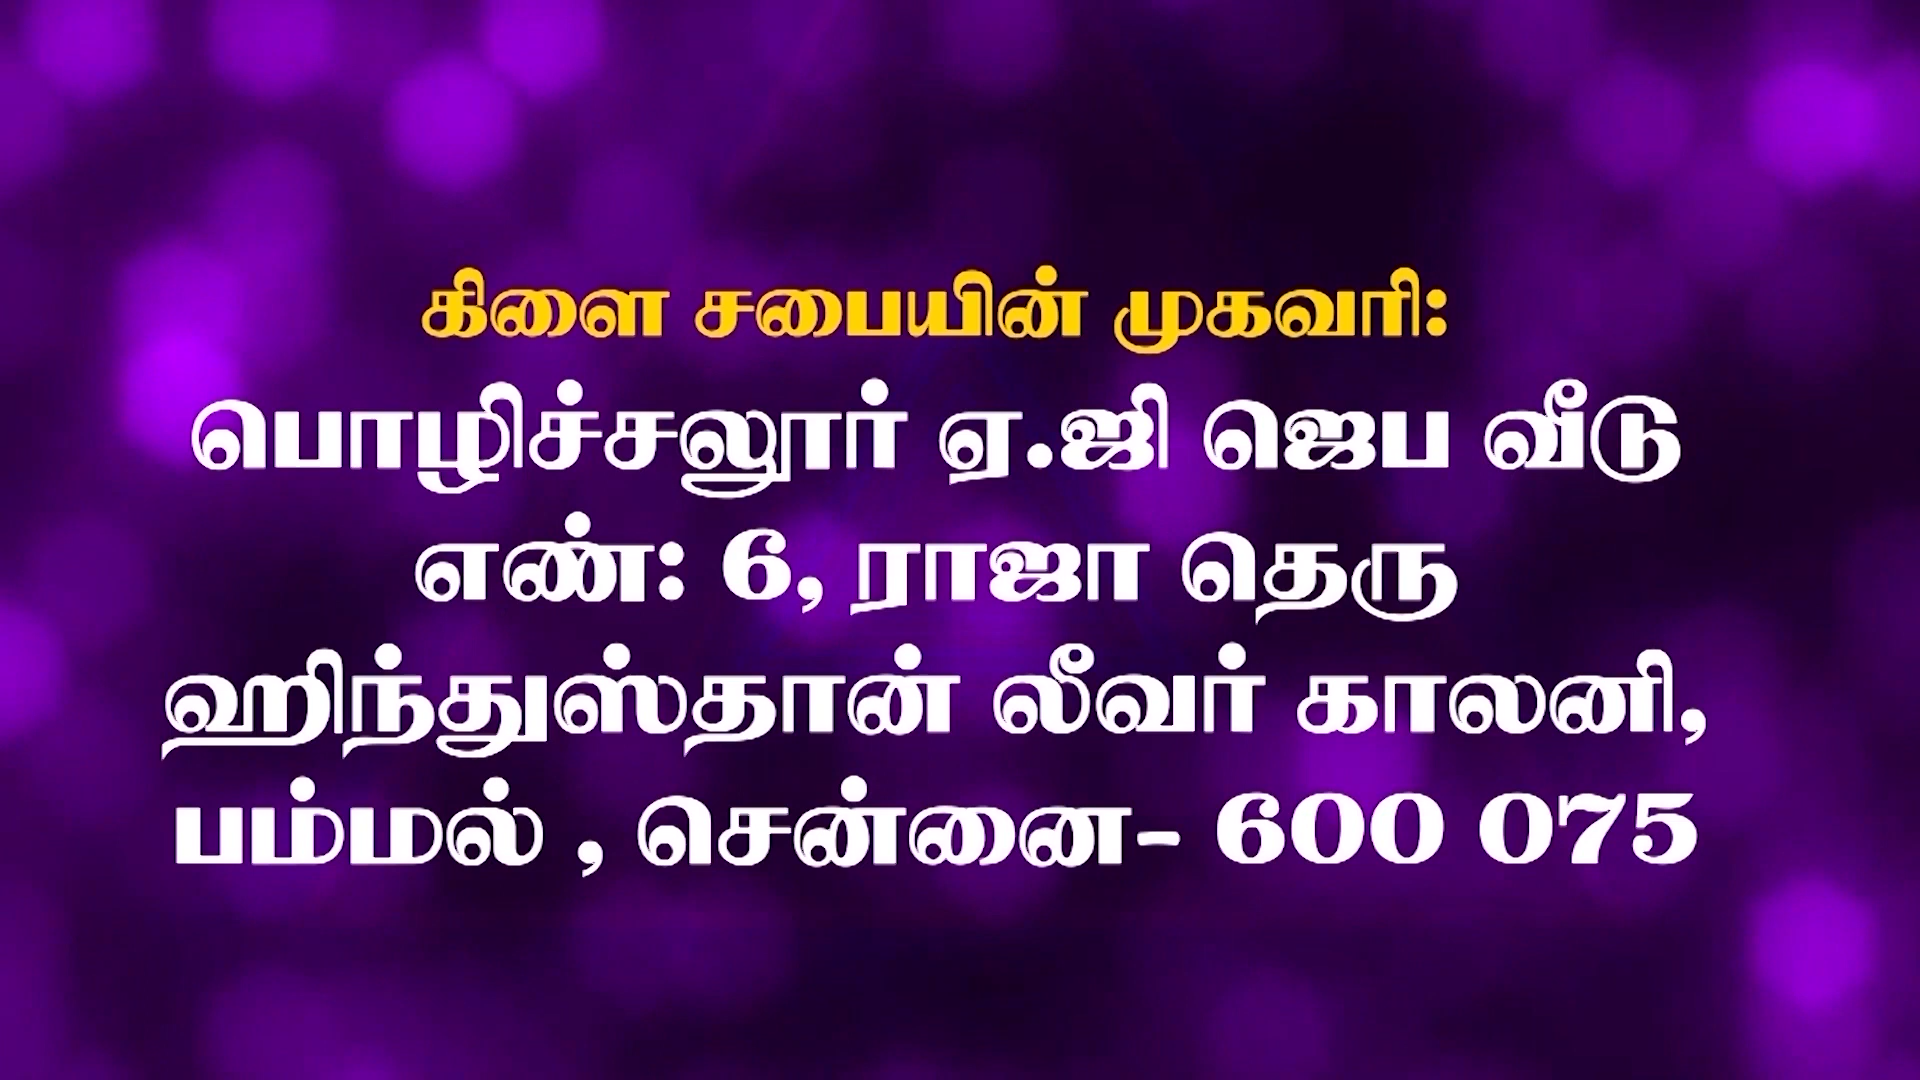 கிளை சபையின் முகவரி:
பொழிச்சலூர் ஏ.ஜி ஜெப வீடு
எண்: 6, ராஜா தெரு
ஹிந்துஸ்தான் லீவர் காலனி,
பம்மல் , சென்னை- 600 075